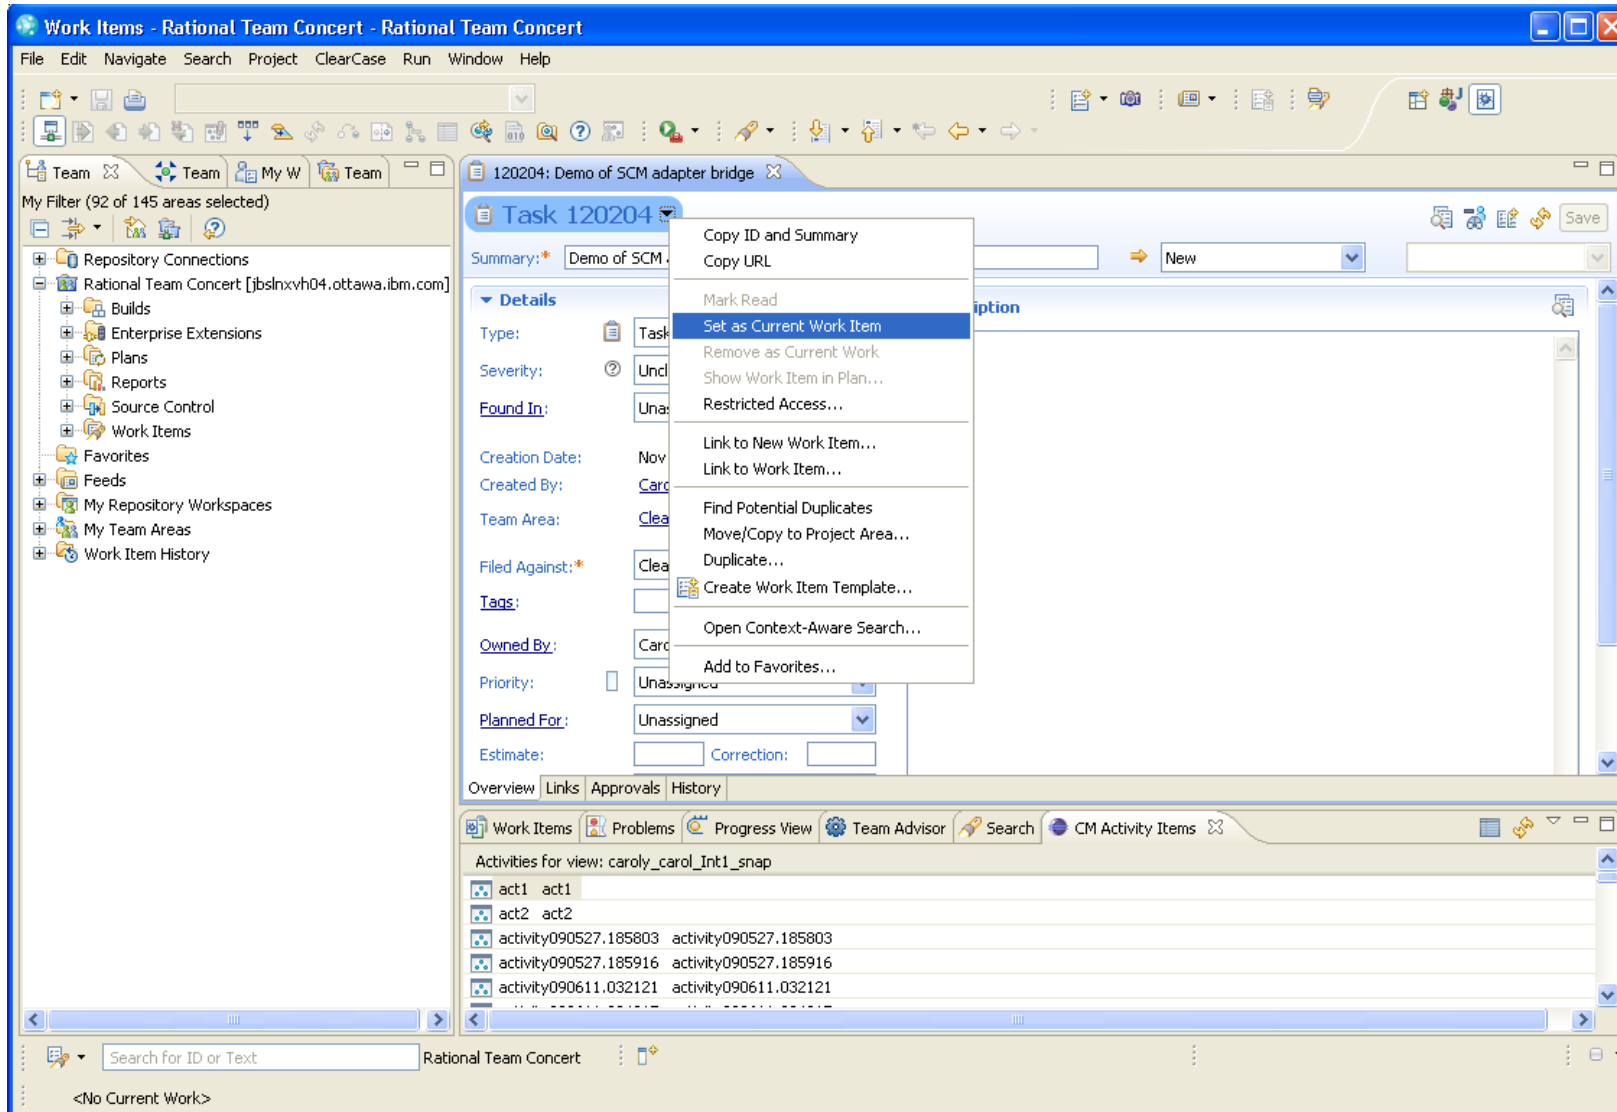 Work Items - Rational Team Concert - Rational Team Concert
File Edit Navigate Search Project ClearCase Run Window Help
Team Team My W Team
My Filter (92 of 145 areas selected)
Repository Connections
Rational Team Concert [jbslnxvh04.ottawa.ibm.com]
Builds
Enterprise Extensions
Plans
Reports
Source Control
Work Items
Favorites
Feeds
My Repository Workspaces
My Team Areas
Work Item History
120204: Demo of SCM adapter bridge
Task 120204
Save
Summary:* Demo of SCM New
Details
Type: Task
Severity: Uncl
Found In: Una
Creation Date: Nov
Created By: Caro
Team Area: Clea
Filed Against:* Clea
Tags:
Owned By: Caro
Priority: Unassigned
Planned For: Unassigned
Estimate: Correction:
iption
Copy ID and Summary
Copy URL
Mark Read
Set as Current Work Item
Remove as Current Work
Show Work Item in Plan...
Restricted Access...
Link to New Work Item...
Link to Work Item...
Find Potential Duplicates
Move/Copy to Project Area...
Duplicate...
Create Work Item Template...
Open Context-Aware Search...
Add to Favorites...
Overview Links Approvals History
Work Items Problems Progress View Team Advisor Search CM Activity Items
Activities for view: caroly_carol_Int1_snap
act1 act1
act2 act2
activity090527.185803 activity090527.185803
activity090527.185916 activity090527.185916
activity090611.032121 activity090611.032121
Search for ID or Text Rational Team Concert
<No Current Work>